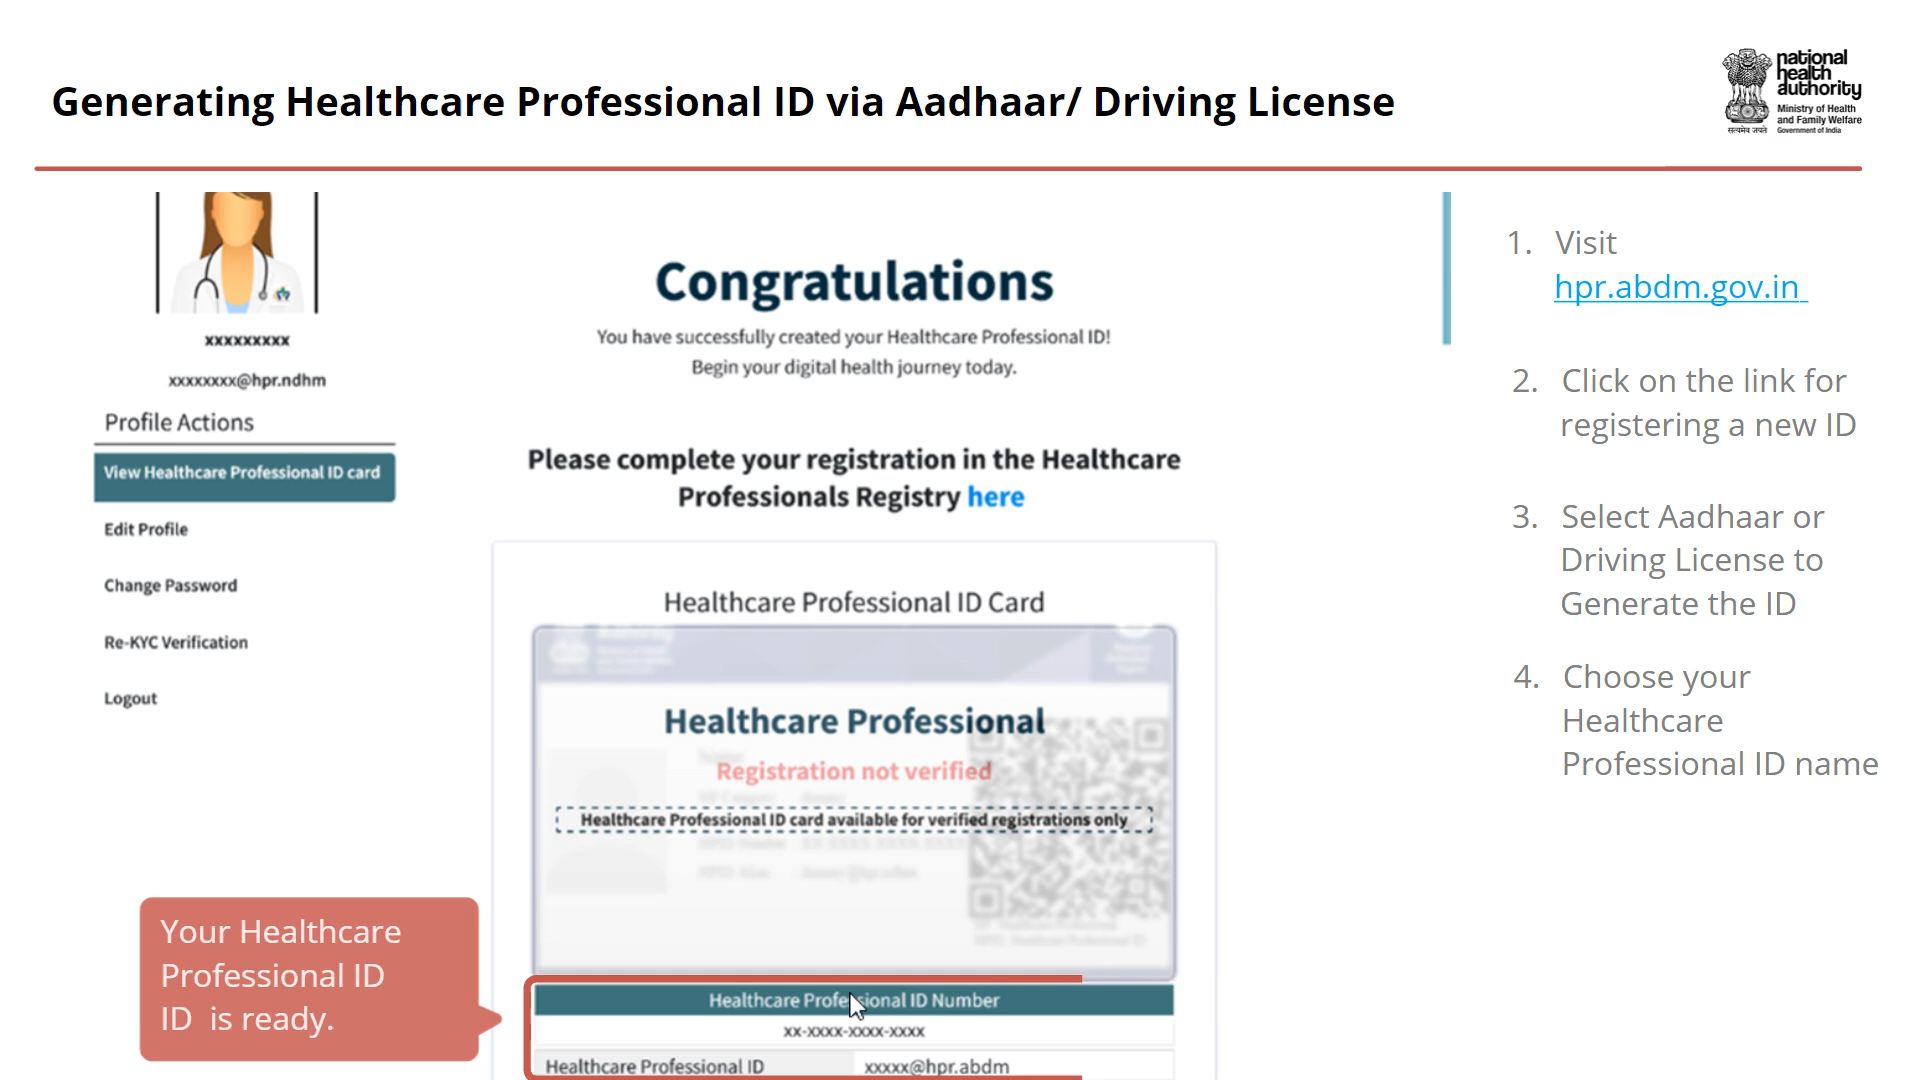 Generating Healthcare Professional ID via Aadhaar/ Driving License
national
health
authority
Ministry of Health
and Family Welfare
Government of India
सत्यमेव जयते
xxxxxxxxx
xxxxxxxx@hpr.ndhm
Profile Actions
View Healthcare Professional ID card
Edit Profile
Change Password
Re-KYC Verification
Logout
Congratulations
You have successfully created your Healthcare Professional ID!
Begin your digital health journey today.
Please complete your registration in the Healthcare
Professionals Registry here
Healthcare Professional ID Card
Healthcare Professional
Registration not verified
Healthcare Professional ID card available for verified registrations only
Healthcare Professional ID Number
xx-xxxx-xxxx-xxxx
Healthcare Professional ID xxxxx@hpr.abdm
Your Healthcare
Professional ID
ID is ready.
1. Visit
hpr.abdm.gov.in
2. Click on the link for
registering a new ID
3. Select Aadhaar or
Driving License to
Generate the ID
4. Choose your
Healthcare
Professional ID name